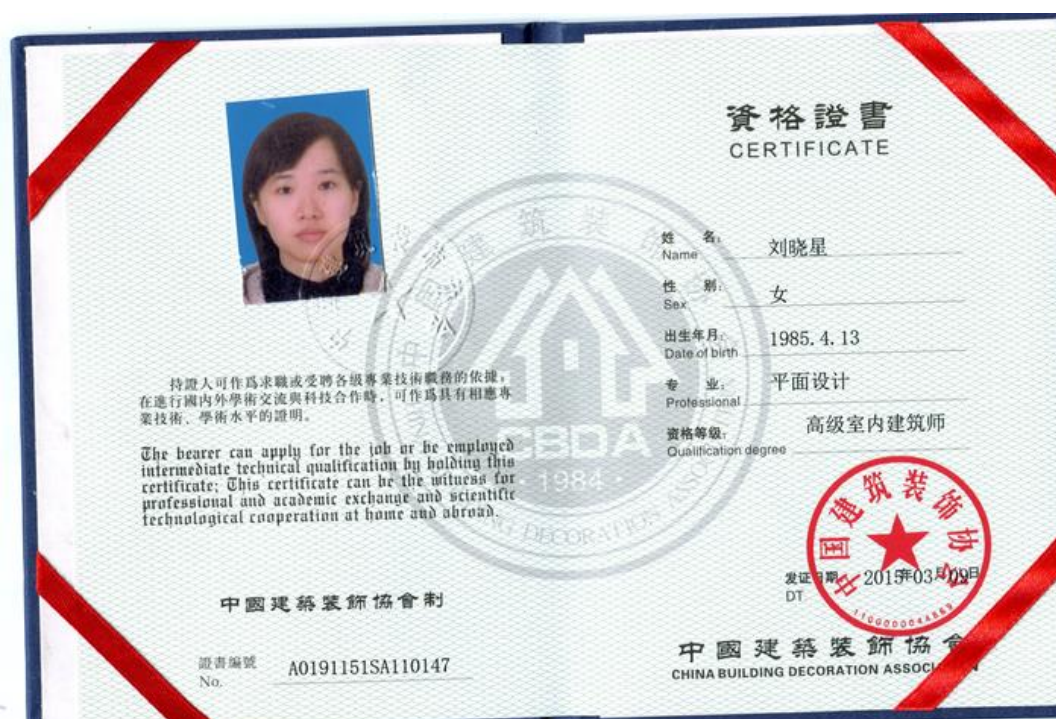 持證人可作爲求職或受聘各級專業技術職務的依據，
在進行國内外學術交流與科技合作時，可作爲具有相應專
業技術、學術水平的證明。
The bearer can apply for the job or be employed
intermediate technical qualification by holding this
certificate; This certificate can be the witness for
professional and academic exchange and scientific
technological cooperation at home and abroad.
中國建築裝飾協會制
證書編號 A0191151SA110147
No.
資格證書
CERTIFICATE
姓 名： 刘晓星
Name
性 别： 女
Sex
出生年月： 1985.4.13
Date of birth
专 业： 平面设计
Professional
资格等级： 高级室内建筑师
Qualification degree
CBDA
1984
中国建筑装饰协会
1100000044869
发证日期 2015年03月09日
DT
中國建築裝飾協會
CHINA BUILDING DECORATION ASSOCIATION